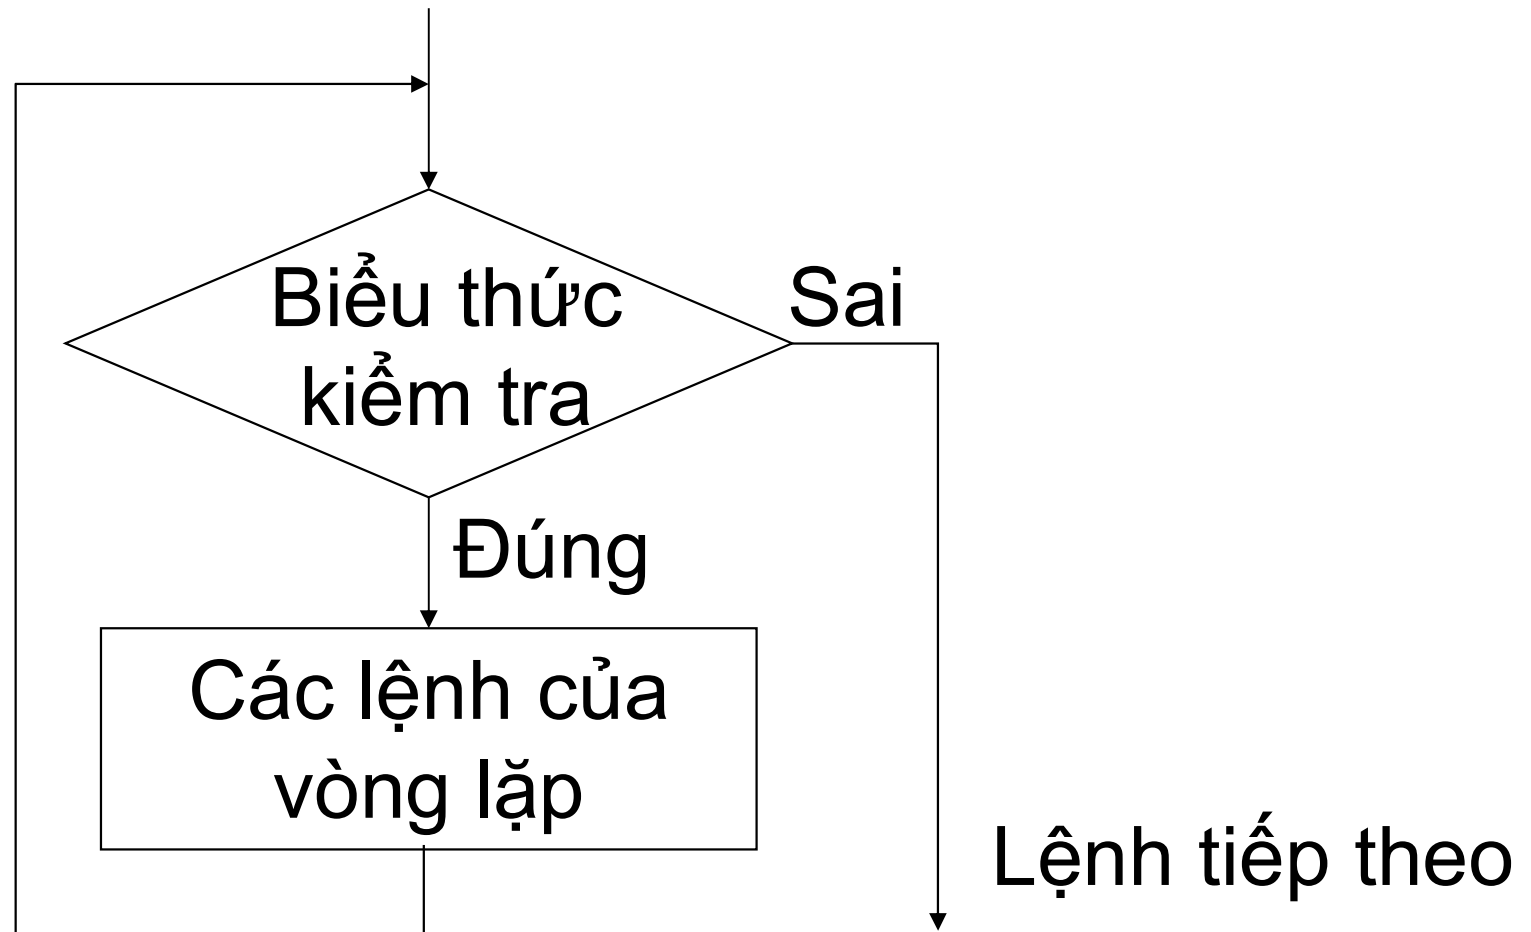 Biểu thức
kiểm tra
Sai
Đúng
Các lệnh của
vòng lặp
Lệnh tiếp theo